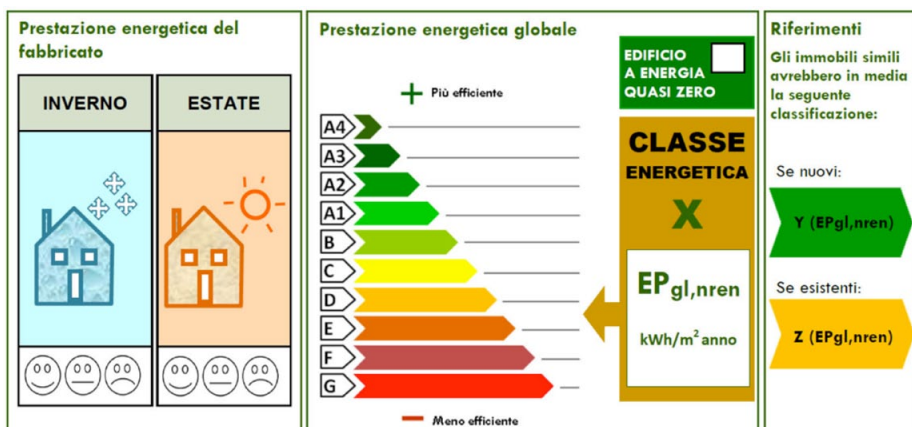 Prestazione energetica del
fabbricato
INVERNO
ESTATE
Prestazione energetica globale
Più efficiente
A4
A3
A2
A1
B
C
D
E
F
G
Meno efficiente
EDIFICIO
A ENERGIA
QUASI ZERO
CLASSE
ENERGETICA
X
EPgl,nren
kWh/m² anno
Riferimenti
Gli immobili simili
avrebbero in media
la seguente
classificazione:
Se nuovi:
Y (EPgl,nren)
Se esistenti:
Z (EPgl,nren)